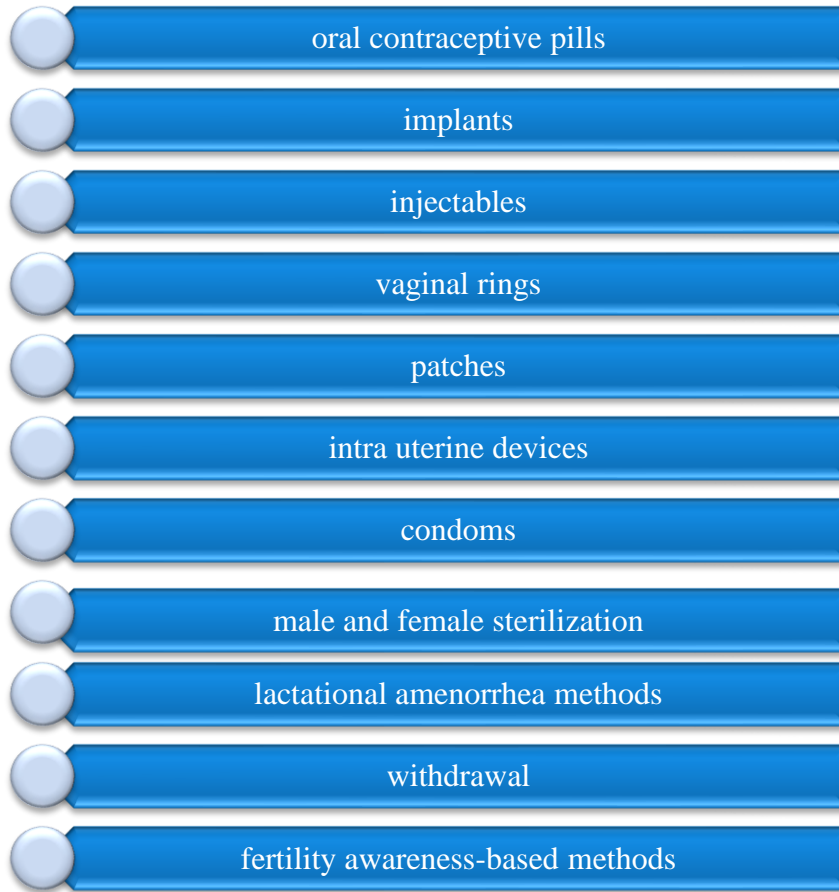 oral contraceptive pills
implants
injectables
vaginal rings
patches
intra uterine devices
condoms
male and female sterilization
lactational amenorrhea methods
withdrawal
fertility awareness-based methods